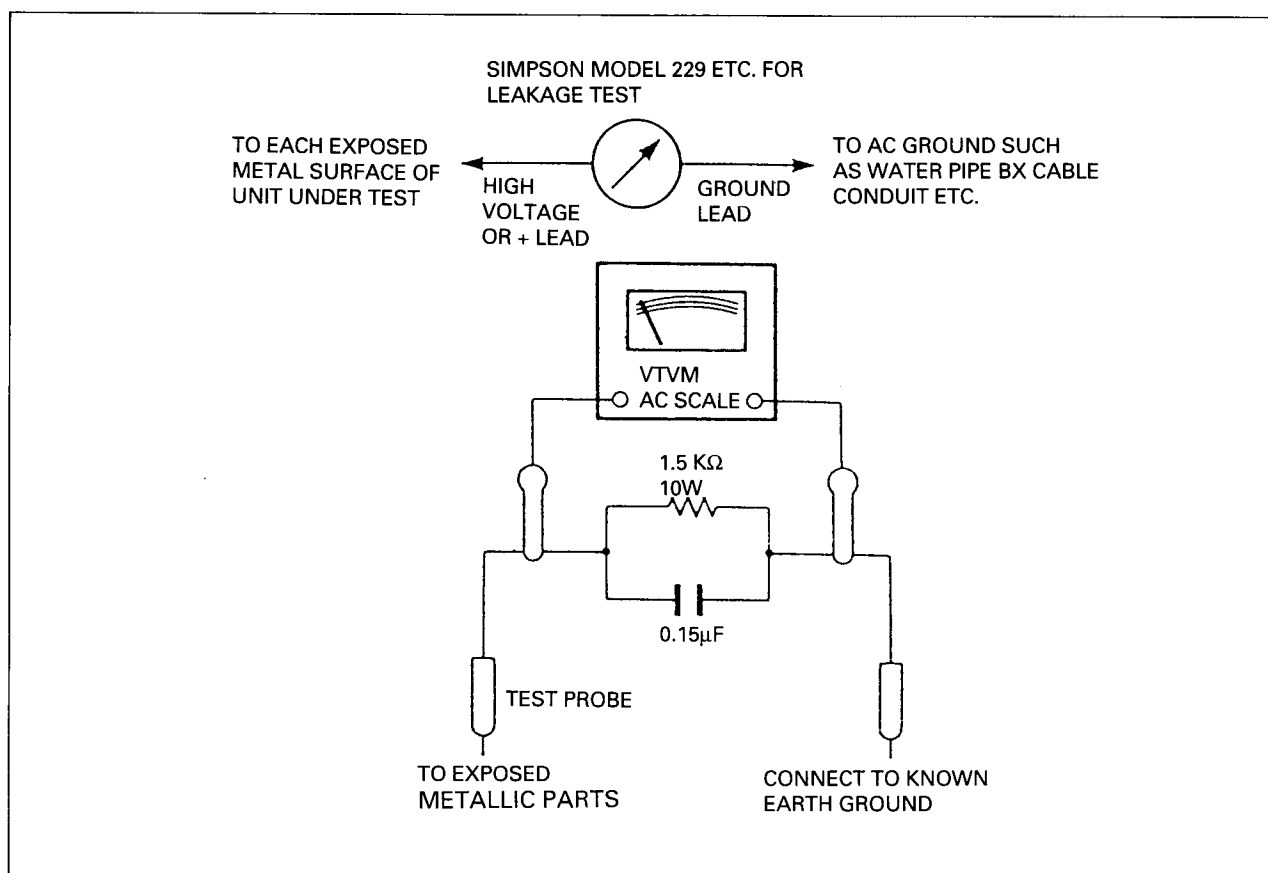 SIMPSON MODEL 229 ETC. FOR
LEAKAGE TEST
TO EACH EXPOSED
METAL SURFACE OF
UNIT UNDER TEST
HIGH
VOLTAGE
OR + LEAD
GROUND
LEAD
TO AC GROUND SUCH
AS WATER PIPE BX CABLE
CONDUIT ETC.
VTVM
AC SCALE
1.5 KΩ
10W
0.15µF
TEST PROBE
TO EXPOSED
METALLIC PARTS
CONNECT TO KNOWN
EARTH GROUND